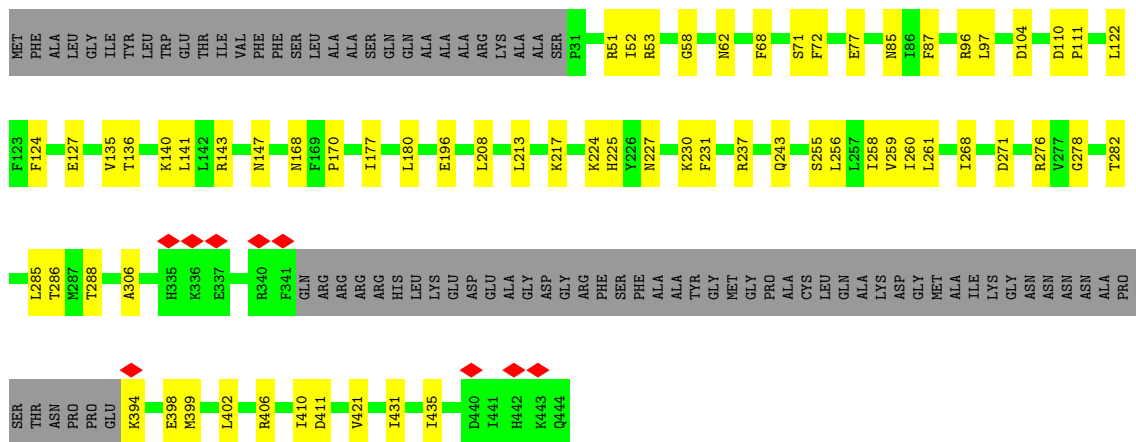 MET PHE ALA LEU GLY ILE TYR LEU TRP GLU THR ILE VAL PHE PHE SER LEU ALA ALA SER GLN GLN ALA ALA ALA ARG LYS ALA ALA SER P31 R51 I52 R53 G58 N62 F68 S71 F72 E77 N85 I86 F87 R96 L97 D104 D110 P111 L122
F123 F124 E127 V135 T136 K140 L141 L142 R143 N147 N168 F169 P170 I177 L180 E196 L208 L213 K217 K224 H225 Y226 N227 K230 F231 R237 Q243 S255 L256 L257 I258 V259 I260 L261 I268 D271 R276 V277 G278 T282
L285 T286 M287 T288 A306 H335 K336 E337 R340 F341 GLN ARG ARG ARG ARG HIS LEU LYS GLU ASP GLU ALA GLY ASP GLY ARG PHE SER PHE ALA ALA TYR GLY MET GLY PRO ALA CYS LEU GLN ALA LYS ASP GLY MET ALA ILE LYS GLY ASN ASN ASN ASN ALA PRO
SER THR ASN PRO PRO GLU K394 E398 M399 L402 R406 I410 D411 V421 I431 I435 D440 I441 H442 K443 Q444